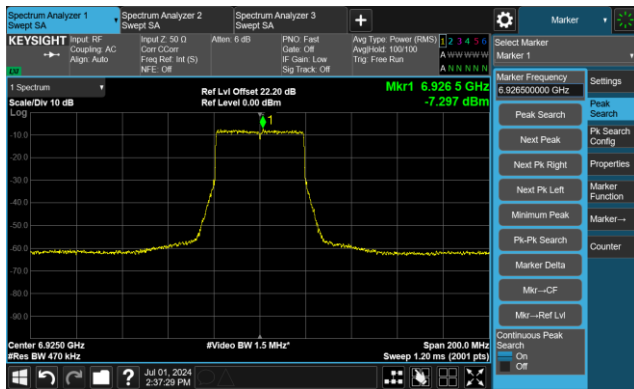 Spectrum Analyzer 1
Swept SA
Spectrum Analyzer 2
Swept SA
Spectrum Analyzer 3
Swept SA
Marker
KEYSIGHT
Input: RF
Coupling: AC
Align: Auto
Input Z: 50 Ω
Corr CCorr
Freq Ref: Int (S)
NFE: Off
Atten: 6 dB
PNO: Fast
Gate: Off
IF Gain: Low
Sig Track: Off
Avg Type: Power (RMS)
Avg|Hold: 100/100
Trig: Free Run
1 2 3 4 5 6
A W W W W W
A N N N N N
Select Marker
Marker 1
1 Spectrum
Scale/Div 10 dB
Log
Ref Lvl Offset 22.20 dB
Ref Level 0.00 dBm
Mkr1 6.926 5 GHz
-7.297 dBm
1
-10.0
-20.0
-30.0
-40.0
-50.0
-60.0
-70.0
-80.0
-90.0
Center 6.9250 GHz
#Res BW 470 kHz
#Video BW 1.5 MHz*
Span 200.0 MHz
Sweep 1.20 ms (2001 pts)
Marker Frequency
6.926500000 GHz
Peak Search
Next Peak
Next Pk Right
Next Pk Left
Minimum Peak
Pk-Pk Search
Marker Delta
Mkr→CF
Mkr→Ref Lvl
Continuous Peak
Search
On
Off
Settings
Peak
Search
Pk Search
Config
Properties
Marker
Function
Marker→
Counter
?
Jul 01, 2024
2:37:29 PM